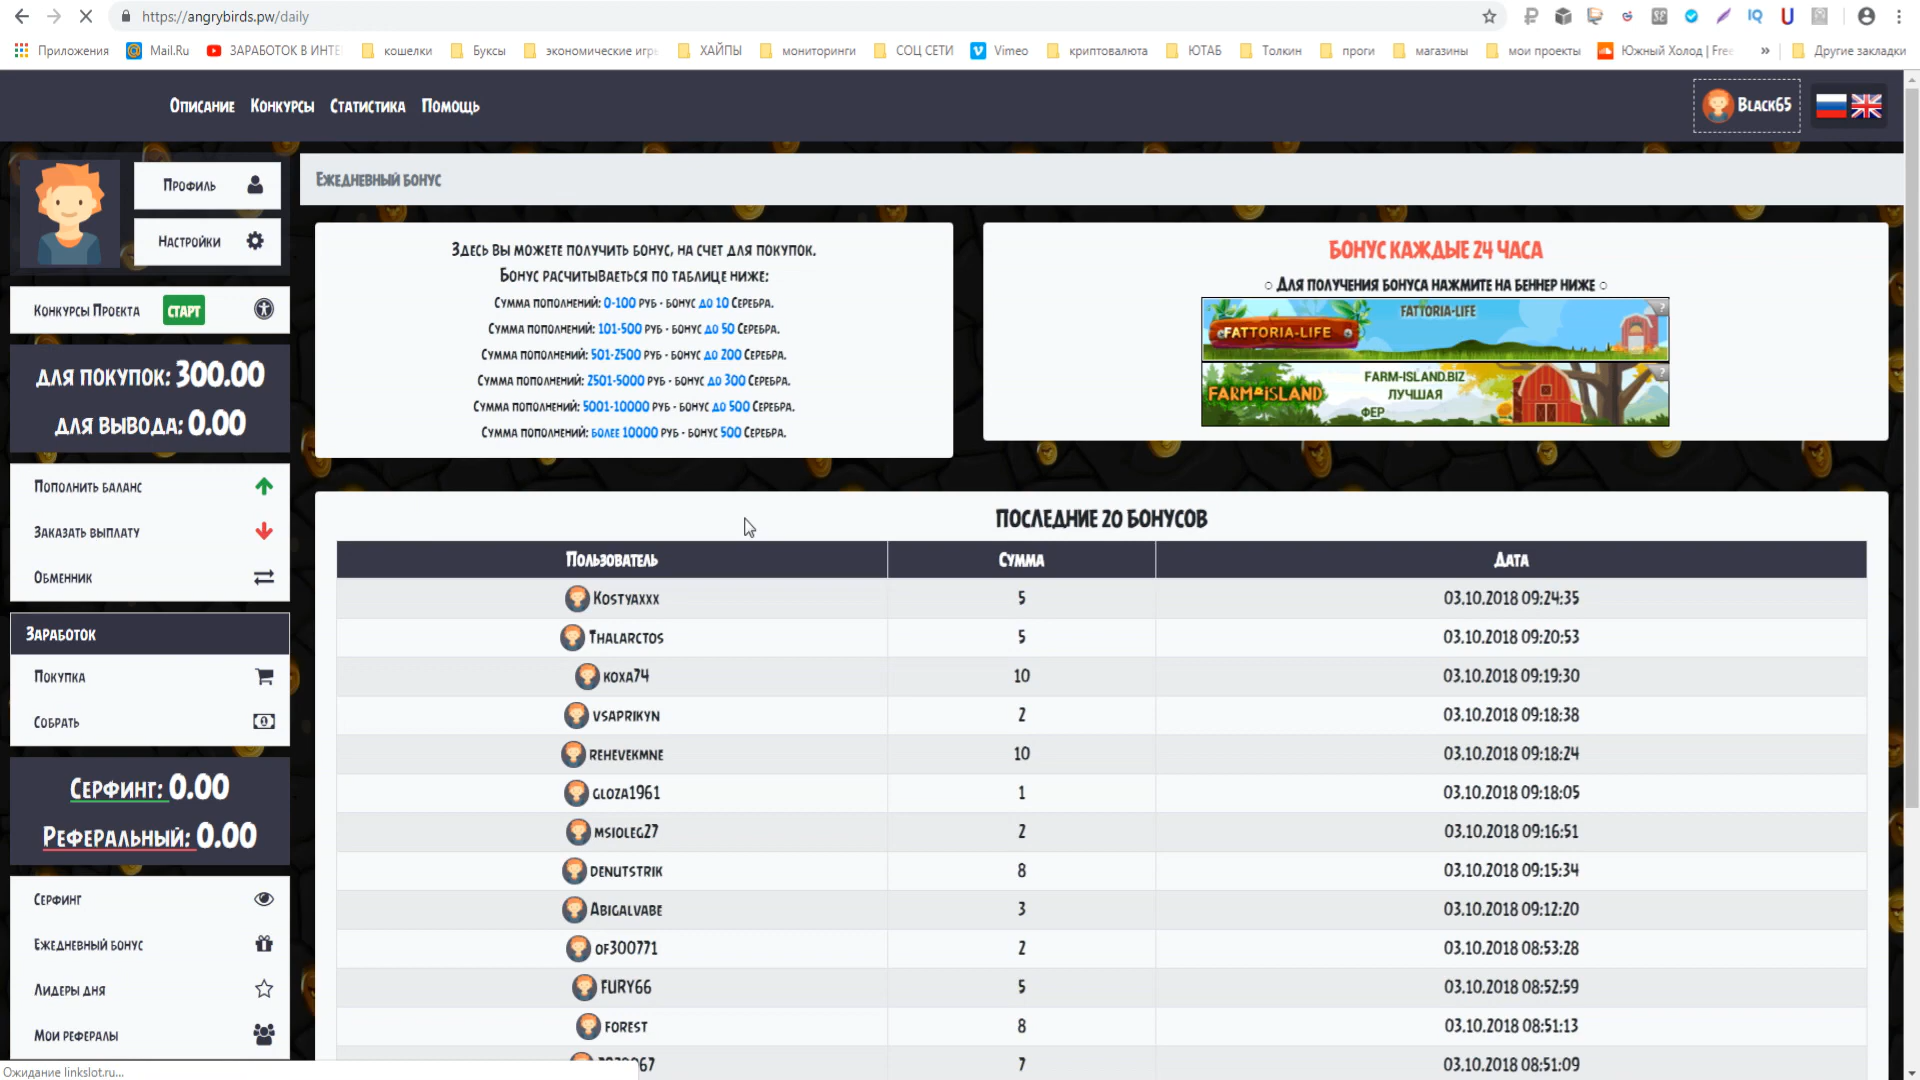 https://angrybirds.pw/daily
Приложения
Mail.Ru
ЗАРАБОТОК В ИНТЕ
кошелки
Буксы
экономические игры
ХАЙПЫ
мониторинги
СОЦ СЕТИ
Vimeo
криптовалюта
ЮТАБ
Толкин
проги
магазины
мои проекты
Южный Холод | Free
»
Другие закладки
Описание Конкурсы Статистика Помощь
Black65
Профиль
Настройки
Конкурсы Проекта СТАРТ
для покупок: 300.00
для вывода: 0.00
Пополнить баланс
Заказать выплату
Обменник
Заработок
Покупка
Собрать
Серфинг: 0.00
Реферальный: 0.00
Серфинг
Ежедневный бонус
Лидеры дня
Мои рефералы
Ежедневный бонус
Здесь вы можете получить бонус, на счет для покупок.
Бонус расчитываеться по таблице ниже:
Сумма пополнений: 0-100 руб - бонус до 10 Серебра.
Сумма пополнений: 101-500 руб - бонус до 50 Серебра.
Сумма пополнений: 501-2500 руб - бонус до 200 Серебра.
Сумма пополнений: 2501-5000 руб - бонус до 300 Серебра.
Сумма пополнений: 5001-10000 руб - бонус до 500 Серебра.
Сумма пополнений: более 10000 руб - бонус 500 Серебра.
БОНУС КАЖДЫЕ 24 ЧАСА
○ Для получения бонуса нажмите на беннер ниже ○
FATTORIA-LIFE
FATTORIA-LIFE
?
FARM ISLAND
FARM-ISLAND.BIZ
ЛУЧШАЯ
ФЕР
?
ПОСЛЕДНИЕ 20 БОНУСОВ
Пользователь Сумма Дата
Kostyaxxx 5 03.10.2018 09:24:35
Thalarctos 5 03.10.2018 09:20:53
koxa74 10 03.10.2018 09:19:30
vsaprikyn 2 03.10.2018 09:18:38
rehevekmne 10 03.10.2018 09:18:24
gloza1961 1 03.10.2018 09:18:05
msioleg27 2 03.10.2018 09:16:51
denutstrik 8 03.10.2018 09:15:34
Abigalvabe 3 03.10.2018 09:12:20
of300771 2 03.10.2018 08:53:28
FURY66 5 03.10.2018 08:52:59
forest 8 03.10.2018 08:51:13
7 03.10.2018 08:51:09
Ожидание linkslot.ru...